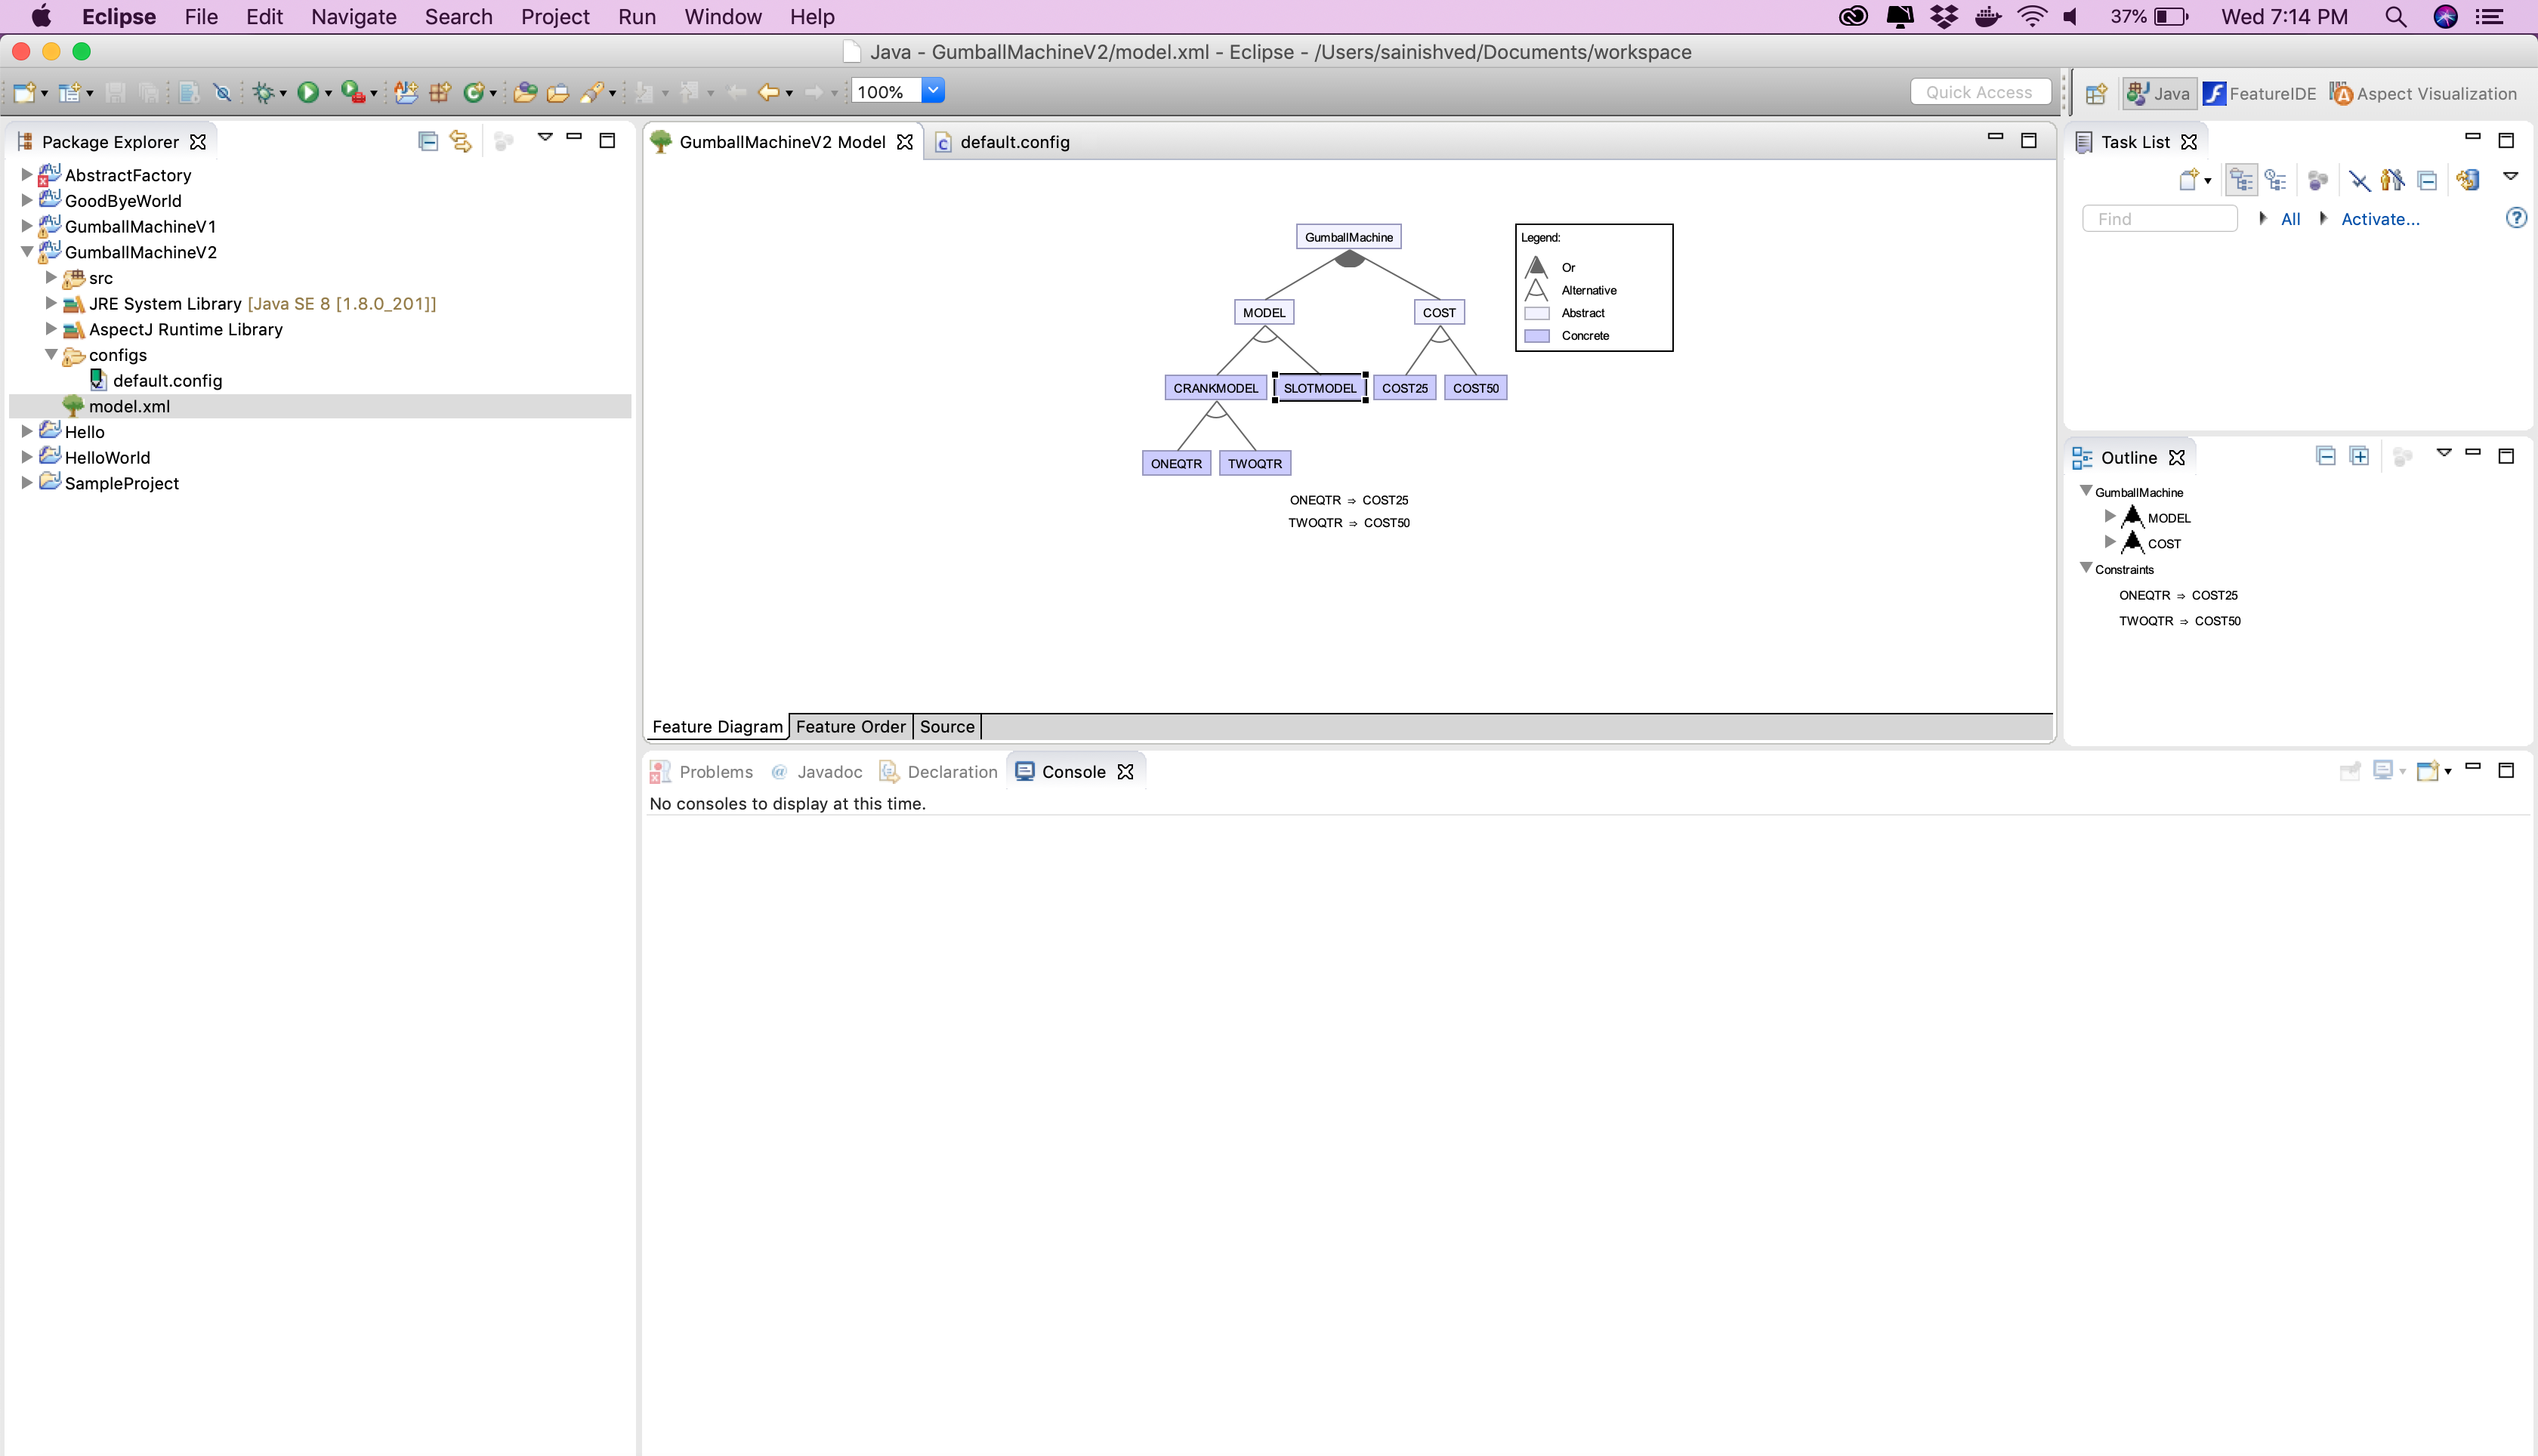 Eclipse File Edit Navigate Search Project Run Window Help 37% Wed 7:14 PM
Java - GumballMachineV2/model.xml - Eclipse - /Users/sainishved/Documents/workspace
100% Quick Access Java FeatureIDE Aspect Visualization
Package Explorer
AbstractFactory
GoodByeWorld
GumballMachineV1
GumballMachineV2
src
JRE System Library [Java SE 8 [1.8.0_201]]
AspectJ Runtime Library
configs
default.config
model.xml
Hello
HelloWorld
SampleProject
GumballMachineV2 Model default.config
GumballMachine
MODEL COST
CRANKMODEL SLOTMODEL COST25 COST50
ONEQTR TWOQTR
ONEQTR ⇒ COST25
TWOQTR ⇒ COST50
Legend:
Or
Alternative
Abstract
Concrete
Feature Diagram Feature Order Source
Task List
Find All Activate...
Outline
GumballMachine
MODEL
COST
Constraints
ONEQTR ⇒ COST25
TWOQTR ⇒ COST50
Problems Javadoc Declaration Console
No consoles to display at this time.